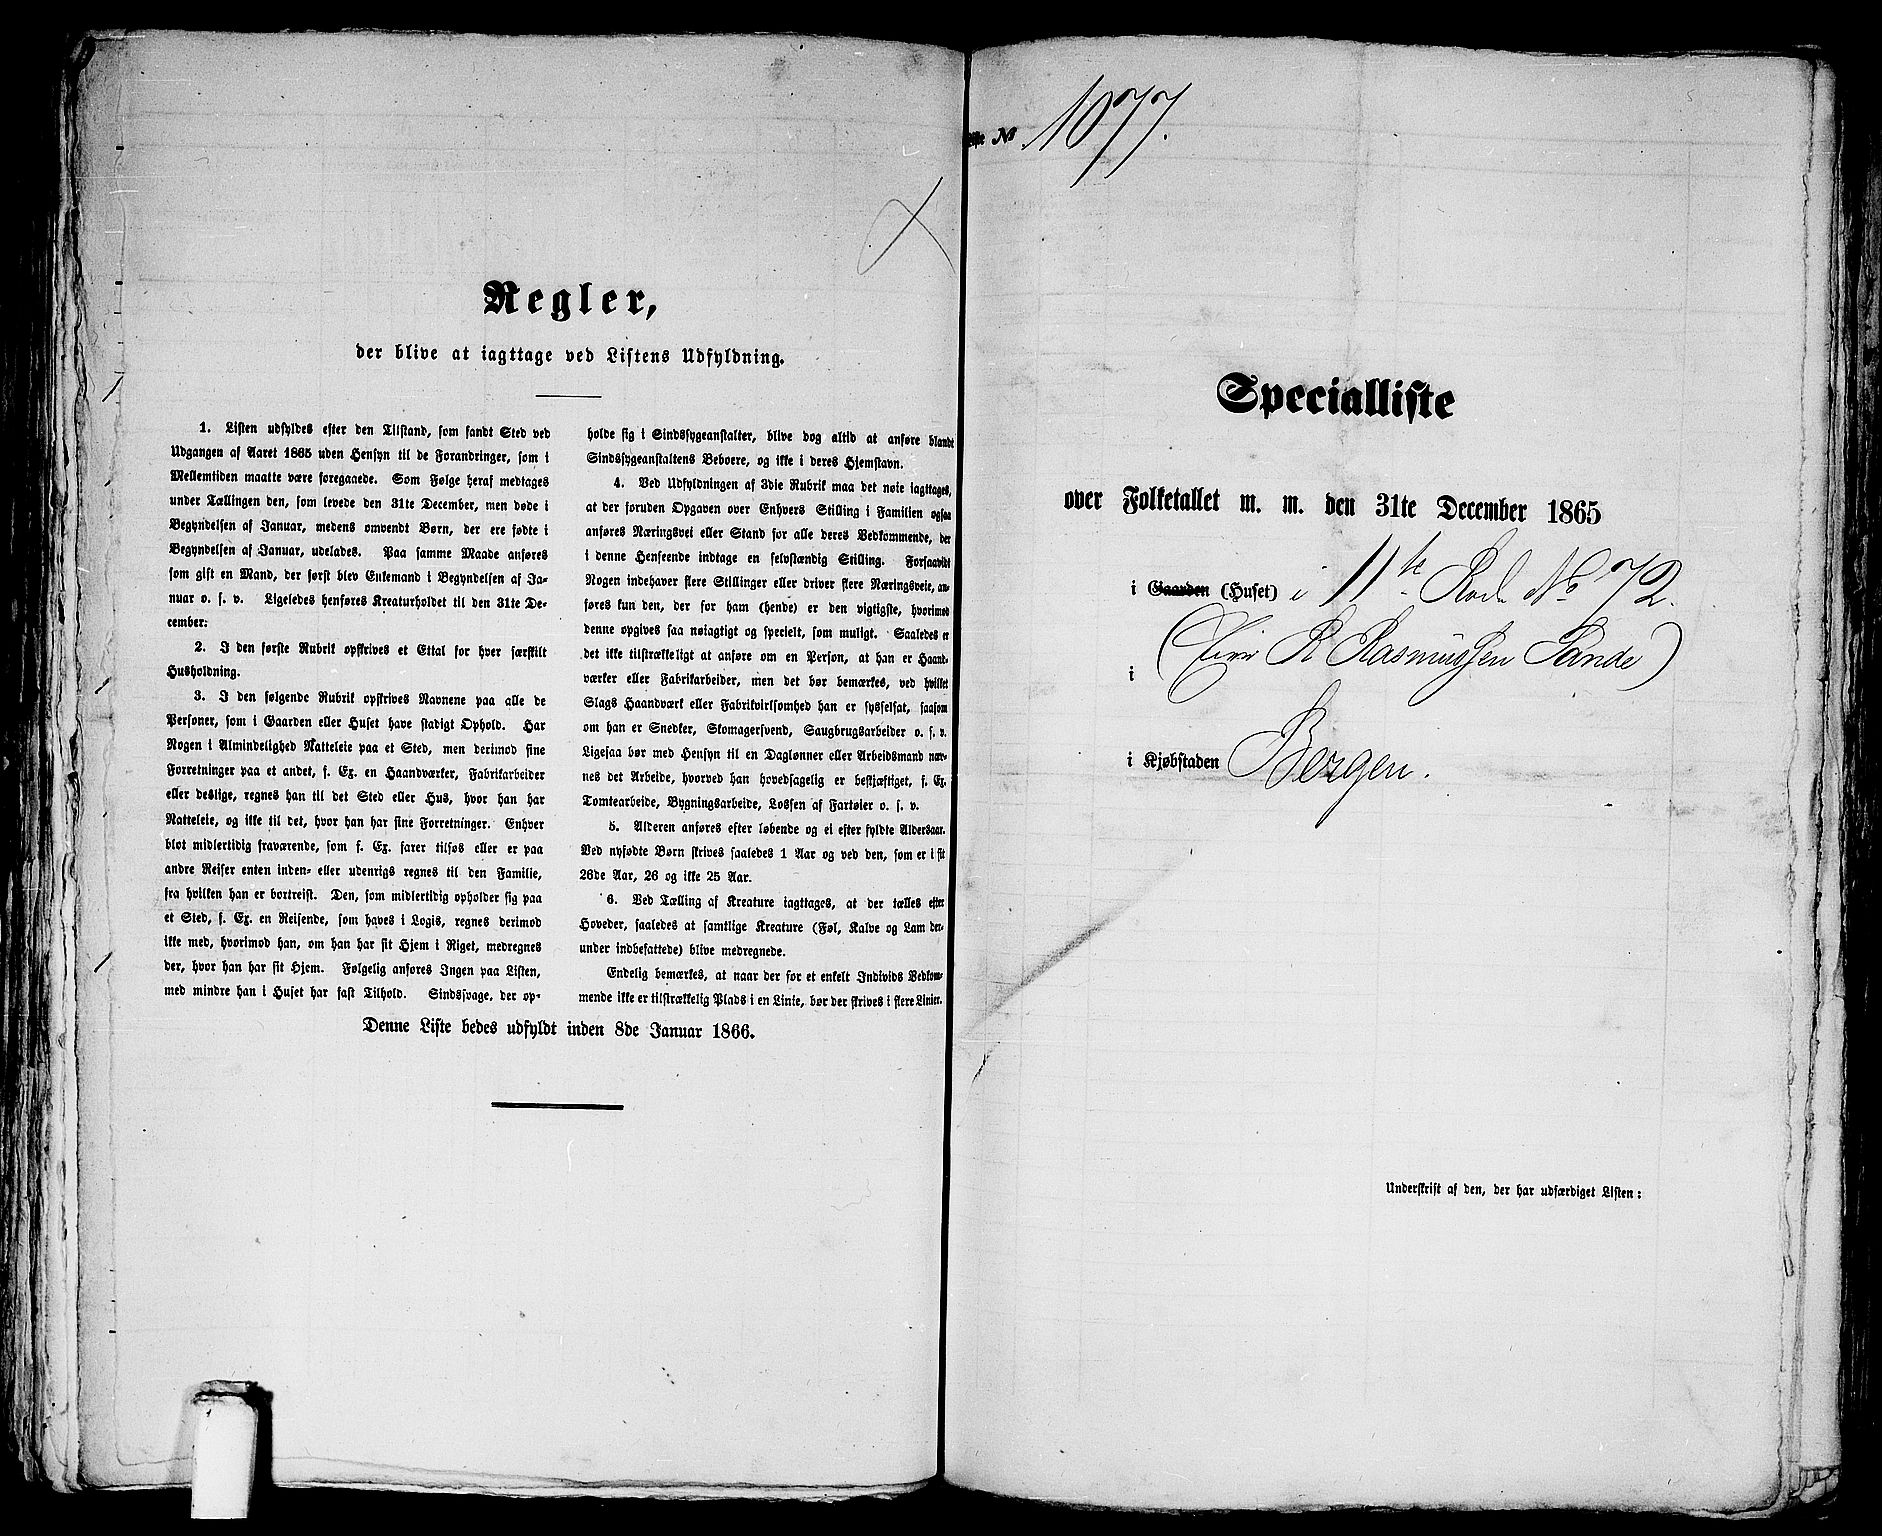 Regler,
der blive at iagttage ved Listens Udfyldning.
1. Listen udfyldes efter den Tilstand, som fandt Sted ved
Udgangen af Aaret 1865 uden Hensyn til de Forandringer, som i
Mellemtiden maatte være foregaaede. Som Følge heraf medtages
under Tællingen den, som levede den 31te December, men døde i
Begyndelsen af Januar, medens omvendt Børn, der ere fødte i
Begyndelsen af Januar, udelades. Paa samme Maade anføres
som gift en Mand, der først blev Enkemand i Begyndelsen af Ja-
nuar o. s. v. Ligeledes henføres Kreaturholdet til den 31te De-
cember.
2. I den første Rubrik opskrives et Ettal for hver særskilt
Husholdning.
3. I den følgende Rubrik opskrives Navnene paa alle de
Personer, som i Gaarden eller Huset have stadigt Ophold. Har
Nogen i Almindelighed Natteleie paa et Sted, men derimod sine
Forretninger paa et andet, f. Ex. en Haandværker, Fabrikarbeider
eller deslige, regnes han til det Sted eller Hus, hvor han har
Natteleie, og ikke til det, hvor han har sine Forretninger. Enhver
blot midlertidig fraværende, som f. Ex. farer tilsøs eller er paa
andre Reiser enten inden- eller udenrigs regnes til den Familie,
fra hvilken han er bortreist. Den, som midlertidig opholder sig paa
et Sted, f. Ex. en Reisende, som haves i Logis, regnes derimod
ikke med, hvorimod han, om han har sit Hjem i Riget, medregnes
der, hvor han har sit Hjem. Følgelig anføres Ingen paa Listen,
med mindre han i Huset har fast Tilhold. Sindssvage, der op-
holde sig i Sindssygeanstalter, blive dog altid at anføre blandt
Sindssygeanstaltens Beboere, og ikke i deres Hjemstavn.
4. Ved Udfyldningen af 3die Rubrik maa det nøie iagttages,
at der foruden Opgaven over Enhvers Stilling i Familien ogsaa
anføres Næringsvei eller Stand for alle deres Vedkommende, der
i denne Henseende indtage en selvstændig Stilling. Forsaavidt
Nogen indehaver flere Stillinger eller driver flere Næringsveie, an-
føres kun den, der for ham (hende) er den vigtigste, hvorimod
denne opgives saa nøiagtigt og specielt, som muligt. Saaledes er
det ikke tilstrækkeligt at anføre om en Person, at han er Haand-
værker eller Fabrikarbeider, men det bør bemærkes, ved hvilket
Slags Haandværk eller Fabrikvirksomhed han er sysselsat, saasom
om han er Snedker, Skomagersvend, Saugbrugsarbeider o. s. v.
Ligesaa bør med Hensyn til en Daglønner eller Arbeidsmand næv-
nes det Arbeide, hvorved han hovedsagelig er beskjæftiget, f. Ex.
Tomtearbeide, Bygningsarbeide, Lossen af Fartøier o. s. v.
5. Alderen anføres efter løbende og ei efter fyldte Aldersaar.
Ved nyfødte Børn skrives saaledes 1 Aar og ved den, som er i sit
26de Aar, 26 og ikke 25 Aar.
6. Ved Tælling af Kreature iagttages, at der tælles efter
Hoveder, saaledes at samtlige Kreature (Føl, Kalve og Lam der-
under indbefattede) blive medregnede.
Endelig bemærkes, at naar der for et enkelt Individs Vedkom-
mende ikke er tilstrækkelig Plads i en Linie, bør der skrives i flere Linier.
Denne Liste bedes udfyldt inden 8de Januar 1866.
№ 1077.
Specialliste
over Folketallet m. m. den 31te December 1865
i Gaarden (Huset) i 11te Rode No 72.
i (Eier R Rasmussen Sande)
i Kjøbstaden Bergen.
Underskrift af den, der har udfærdiget Listen: